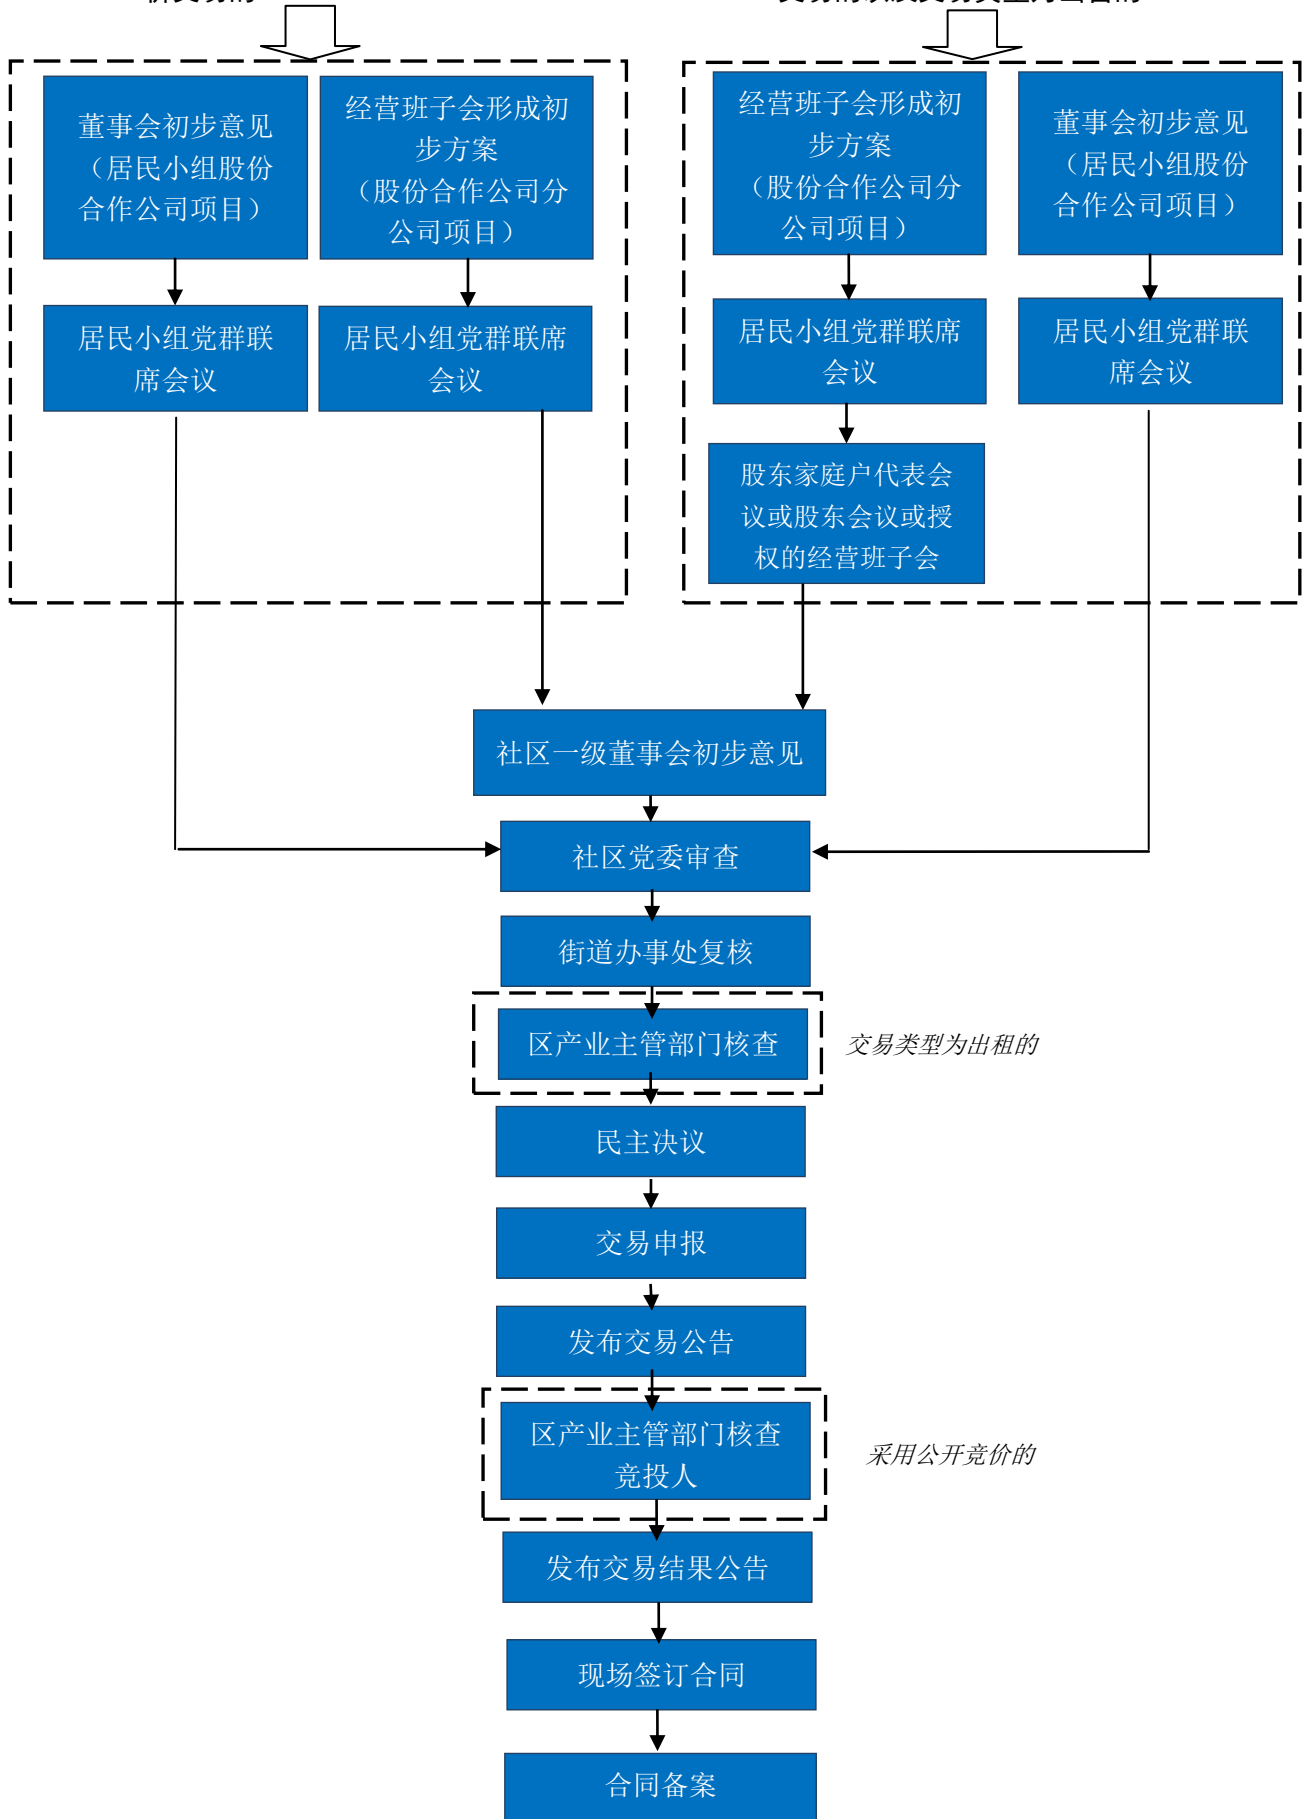 董事会初步意见
（居民小组股份
合作公司项目）
经营班子会形成初
步方案
（股份合作公司分
公司项目）
居民小组党群联
席会议
居民小组党群联席
会议
经营班子会形成初
步方案
（股份合作公司分
公司项目）
董事会初步意见
（居民小组股份
合作公司项目）
居民小组党群联席
会议
居民小组党群联
席会议
股东家庭户代表会
议或股东会议或授
权的经营班子会
社区一级董事会初步意见
社区党委审查
街道办事处复核
区产业主管部门核查
交易类型为出租的
民主决议
交易申报
发布交易公告
区产业主管部门核查
竞投人
采用公开竞价的
发布交易结果公告
现场签订合同
合同备案